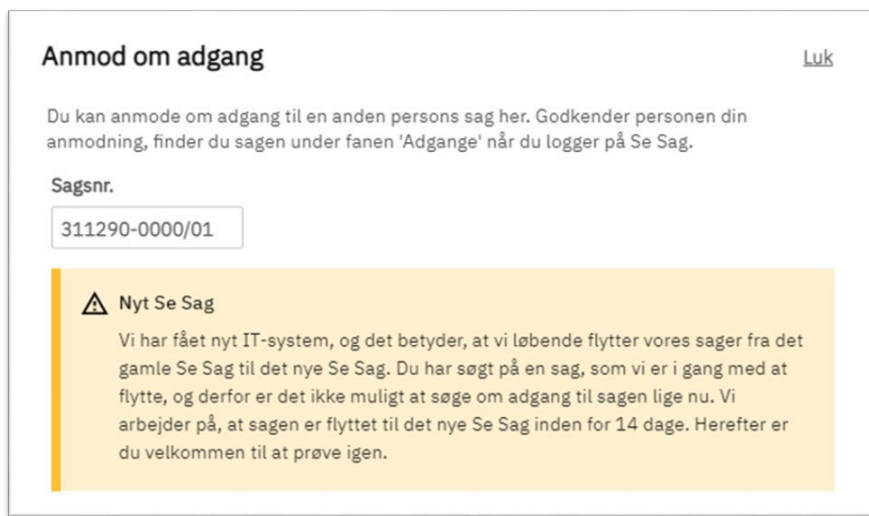 Anmod om adgang
Luk
Du kan anmode om adgang til en anden persons sag her. Godkender personen din
anmodning, finder du sagen under fanen 'Adgange' når du logger på Se Sag.
Sagsnr.
311290-0000/01
Nyt Se Sag
Vi har fået nyt IT-system, og det betyder, at vi løbende flytter vores sager fra det
gamle Se Sag til det nye Se Sag. Du har søgt på en sag, som vi er i gang med at
flytte, og derfor er det ikke muligt at søge om adgang til sagen lige nu. Vi
arbejder på, at sagen er flyttet til det nye Se Sag inden for 14 dage. Herefter er
du velkommen til at prøve igen.